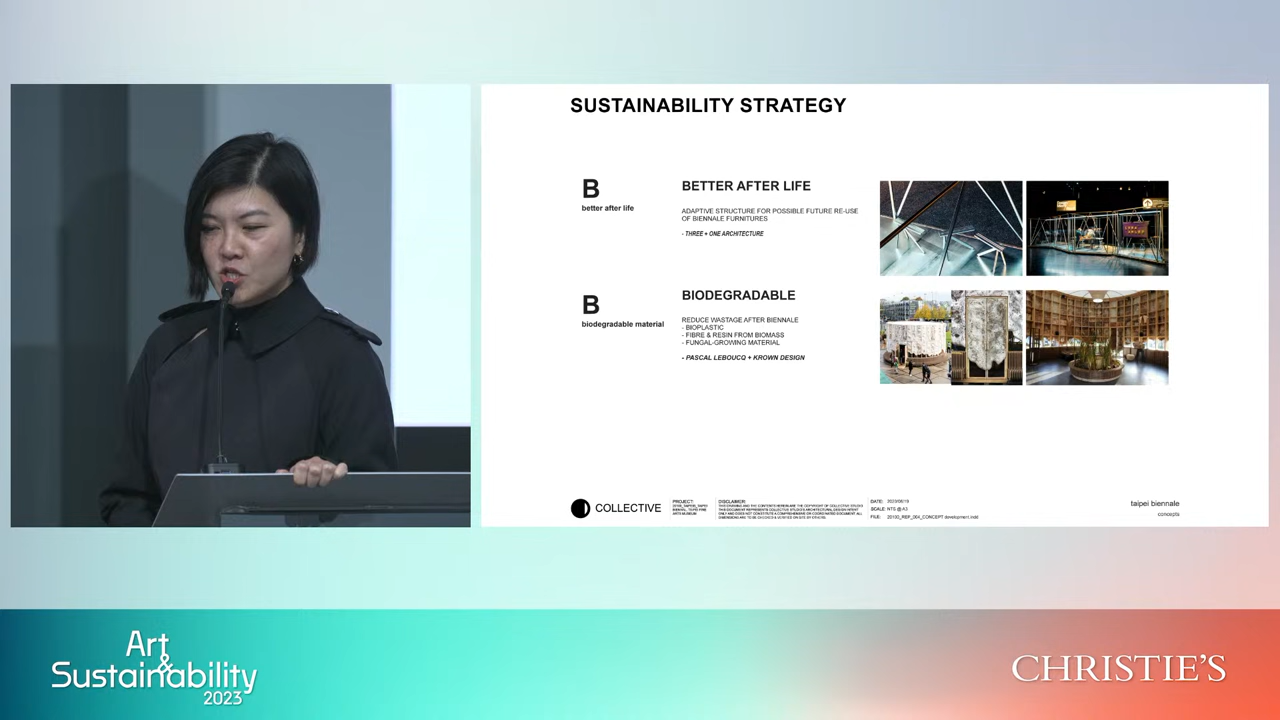 SUSTAINABILITY STRATEGY
B
better after life
BETTER AFTER LIFE
ADAPTIVE STRUCTURE FOR POSSIBLE FUTURE RE-USE
OF BIENNALE FURNITURES
- THREE + ONE ARCHITECTURE
B
biodegradable material
BIODEGRADABLE
REDUCE WASTAGE AFTER BIENNALE
- BIOPLASTIC
- FIBRE & RESIN FROM BIOMASS
- FUNGAL-GROWING MATERIAL
- PASCAL LEBOUCQ + KROWN DESIGN
COLLECTIVE
PROJECT:
DISCLAIMER:
DATE:
SCALE: NTS @ A3
FILE:
taipei biennale
concepts
Art
&
Sustainability
2023
CHRISTIE'S